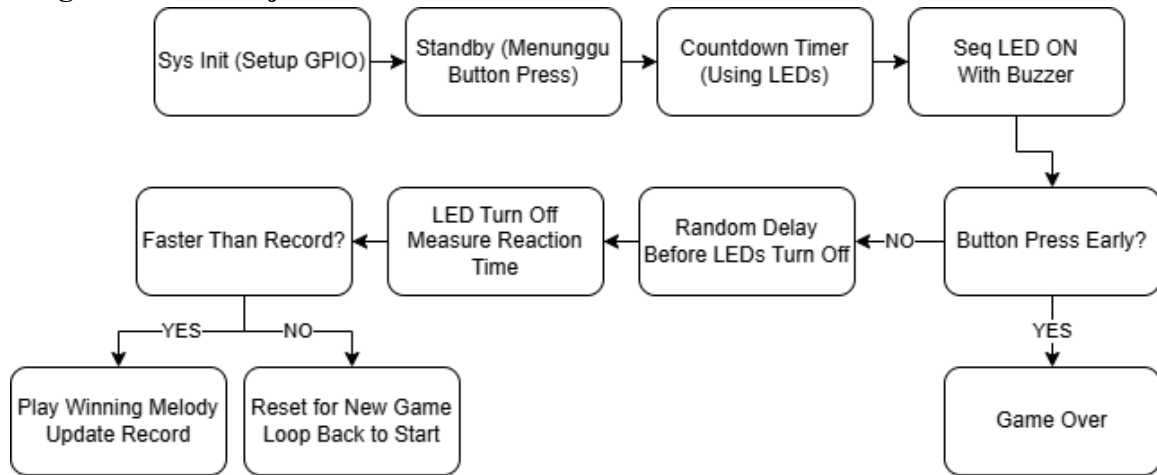 Sys Init (Setup GPIO)
Standby (Menunggu
Button Press)
Countdown Timer
(Using LEDs)
Seq LED ON
With Buzzer
Button Press Early?
NO
Random Delay
Before LEDs Turn Off
LED Turn Off
Measure Reaction
Time
Faster Than Record?
YES
NO
Play Winning Melody
Update Record
Reset for New Game
Loop Back to Start
YES
Game Over